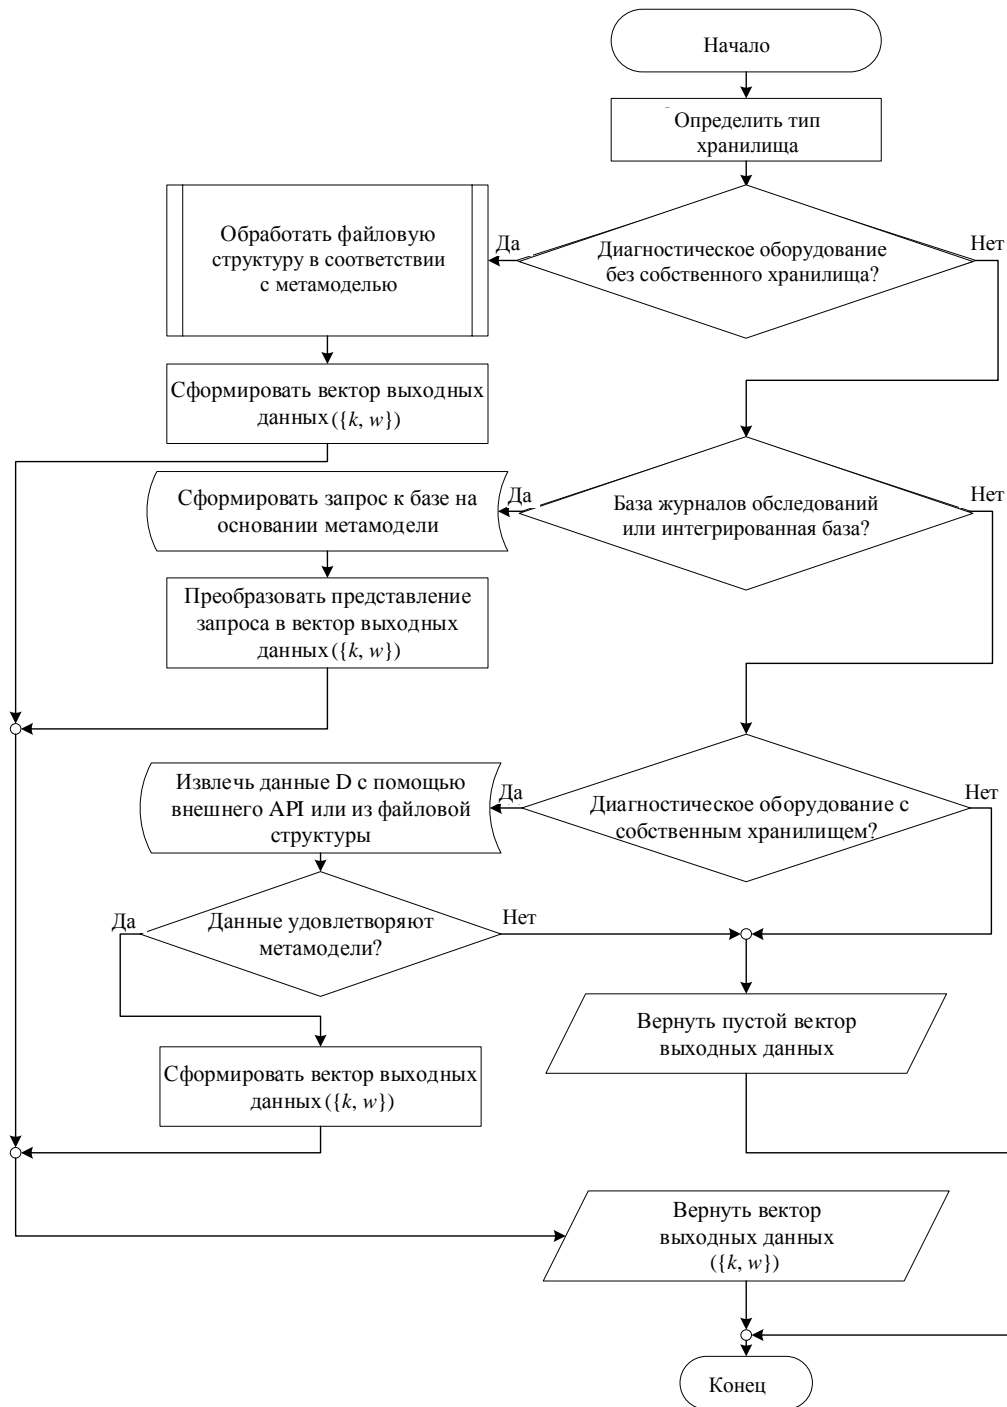 Начало
Определить тип
хранилища
Диагностическое оборудование
без собственного хранилища?
Да
Нет
Обработать файловую
структуру в соответствии
с метамоделью
Сформировать вектор выходных
данных ({k, w})
База журналов обследований
или интегрированная база?
Да
Нет
Сформировать запрос к базе на
основании метамодели
Преобразовать представление
запроса в вектор выходных
данных ({k, w})
Диагностическое оборудование с
собственным хранилищем?
Да
Нет
Извлечь данные D с помощью
внешнего API или из файловой
структуры
Данные удовлетворяют
метамодели?
Да
Нет
Вернуть пустой вектор
выходных данных
Сформировать вектор выходных
данных ({k, w})
Вернуть вектор
выходных данных
({k, w})
Конец